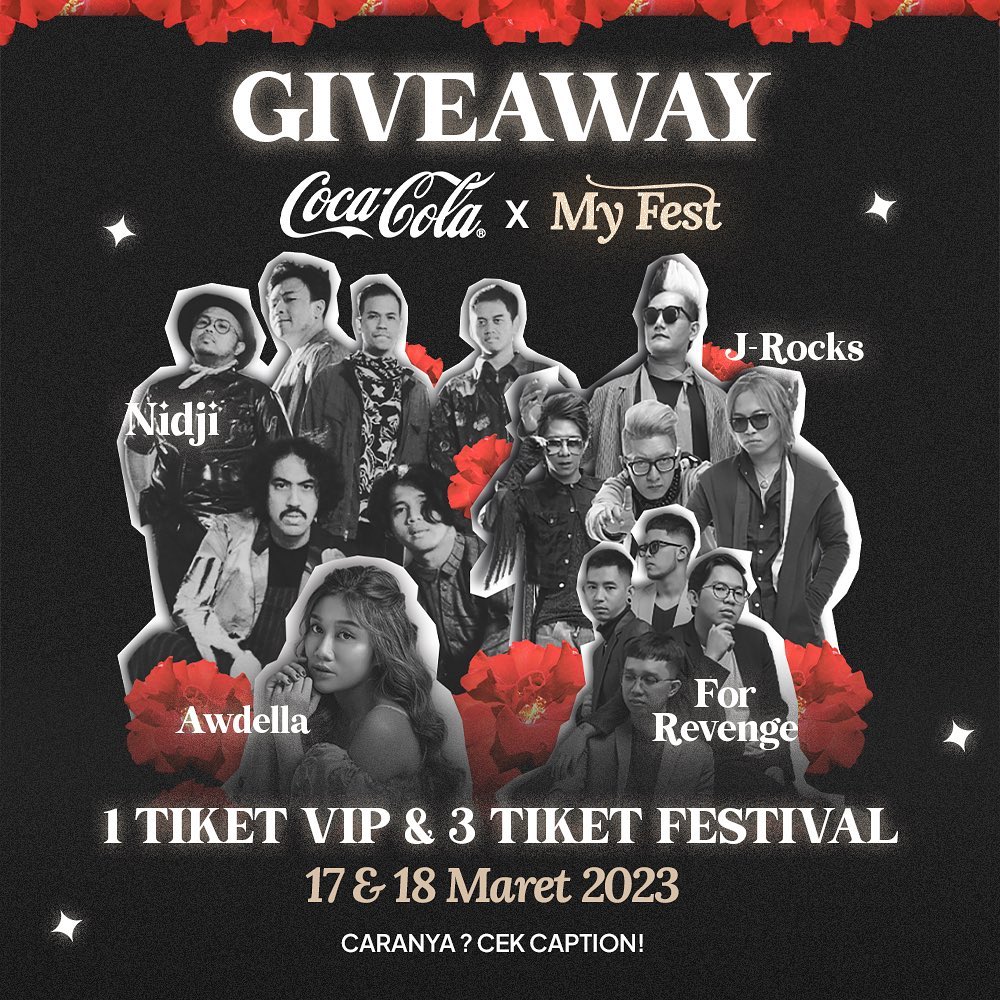 GIVEAWAY
Coca-Cola® X My Fest
J-Rocks
Nidji
For
Revenge
Awdella
1 TIKET VIP & 3 TIKET FESTIVAL
17 & 18 Maret 2023
CARANYA ? CEK CAPTION!